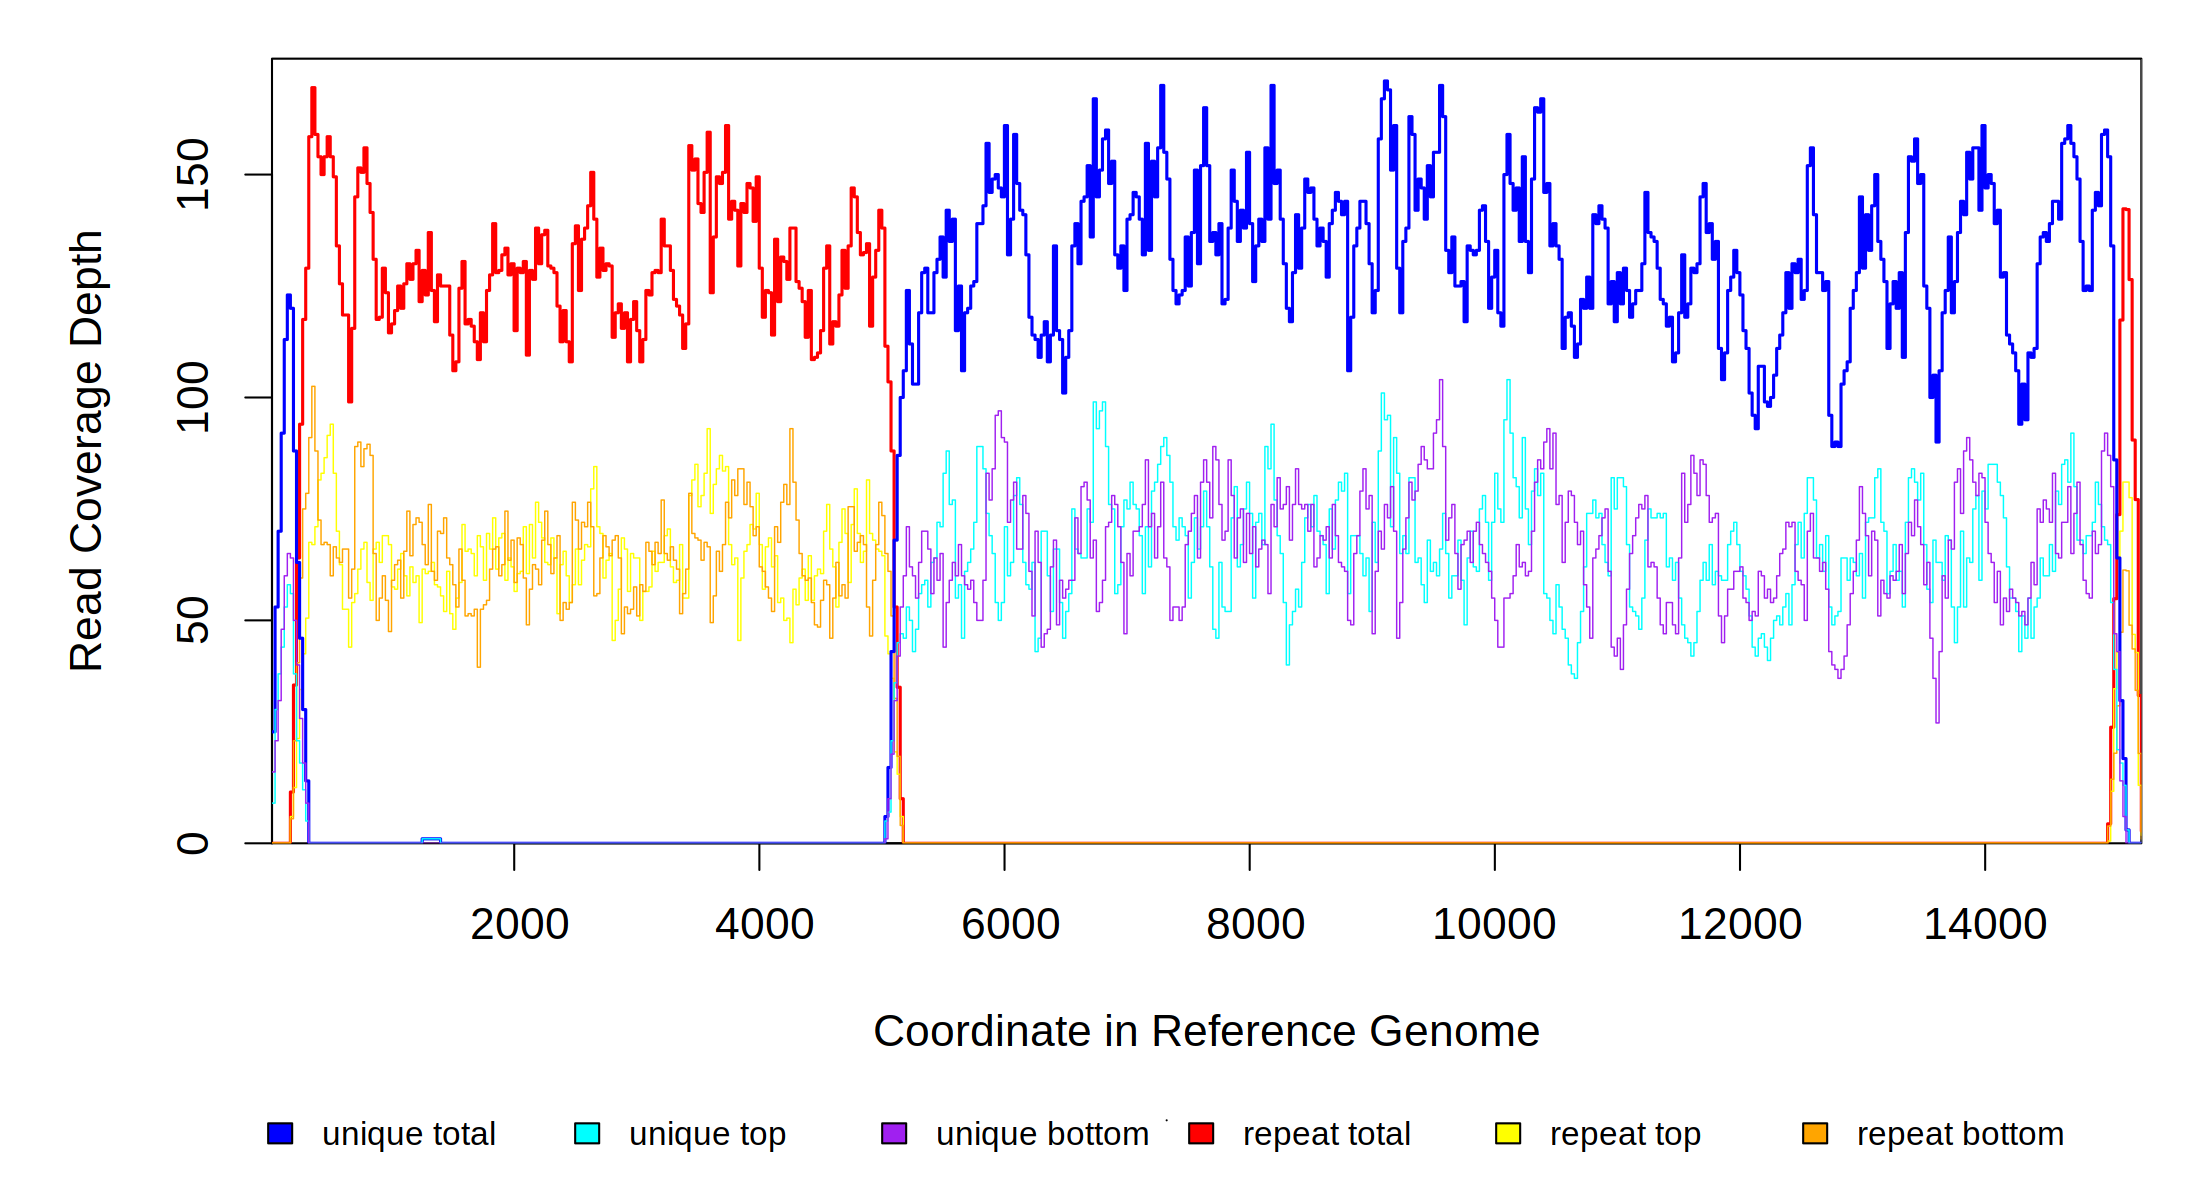 Read Coverage Depth
150
100
50
0
2000 4000 6000 8000 10000 12000 14000
Coordinate in Reference Genome
unique total unique top unique bottom repeat total repeat top repeat bottom